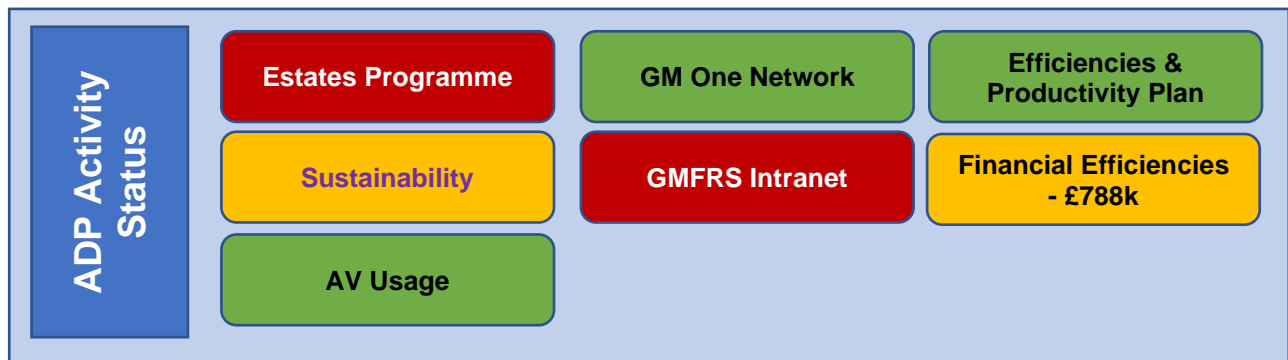 ADP Activity
Status
Estates Programme
GM One Network
Efficiencies &
Productivity Plan
Sustainability
GMFRS Intranet
Financial Efficiencies
- £788k
AV Usage